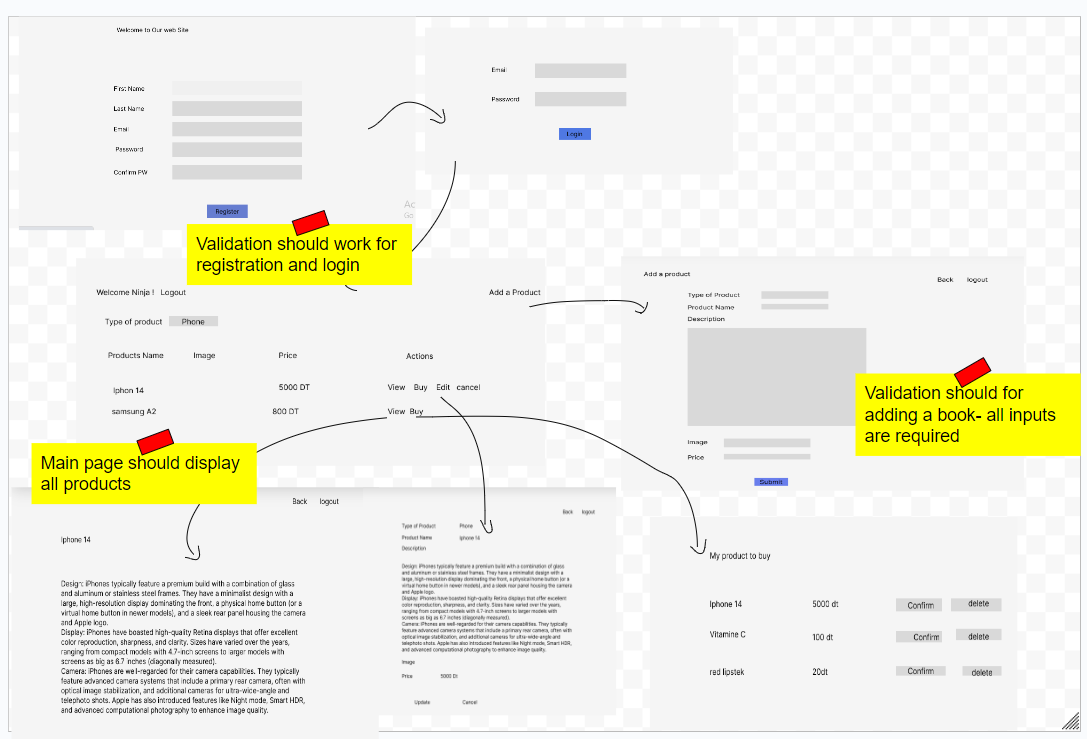 Welcome to Our web Site
First Name
Last Name
Email
Password
Confirm PW
Register
Ac
Go
Email
Password
Login
Validation should work for
registration and login
Welcome Ninja ! Logout
Add a Product
Type of product Phone
Products Name Image Price Actions
Iphon 14 5000 DT View Buy Edit cancel
samsung A2 800 DT View Buy
Add a product
Back logout
Type of Product
Product Name
Description
Image
Price
Submit
Validation should for
adding a book- all inputs
are required
Main page should display
all products
Back logout
Iphone 14
Design: iPhones typically feature a premium build with a combination of glass
and aluminum or stainless steel frames. They have a minimalist design with a
large, high-resolution display dominating the front, a physical home button (or a
virtual home button in newer models), and a sleek rear panel housing the camera
and Apple logo.
Display: iPhones have boasted high-quality Retina displays that offer excellent
color reproduction, sharpness, and clarity. Sizes have varied over the years,
ranging from compact models with 4.7-inch screens to larger models with
screens as big as 6.7 inches (diagonally measured).
Camera: iPhones are well-regarded for their camera capabilities. They typically
feature advanced camera systems that include a primary rear camera, often with
optical image stabilization, and additional cameras for ultra-wide-angle and
telephoto shots. Apple has also introduced features like Night mode, Smart HDR,
and advanced computational photography to enhance image quality.
Back logout
Type of Product Phone
Product Name Iphone 14
Description
Design: iPhones typically feature a premium build with a combination of glass
and aluminum or stainless steel frames. They have a minimalist design with a
large, high-resolution display dominating the front, a physical home button (or a
virtual home button in newer models), and a sleek rear panel housing the camera
and Apple logo.
Display: iPhones have boasted high-quality Retina displays that offer excellent
color reproduction, sharpness, and clarity. Sizes have varied over the years,
ranging from compact models with 4.7-inch screens to larger models with
screens as big as 6.7 inches (diagonally measured).
Camera: iPhones are well-regarded for their camera capabilities. They typically
feature advanced camera systems that include a primary rear camera, often with
optical image stabilization, and additional cameras for ultra-wide-angle and
telephoto shots. Apple has also introduced features like Night mode, Smart HDR,
and advanced computational photography to enhance image quality.
Image
Price 5000 Dt
Update Cancel
My product to buy
Iphone 14 5000 dt Confirm delete
Vitamine C 100 dt Confirm delete
red lipstek 20dt Confirm delete